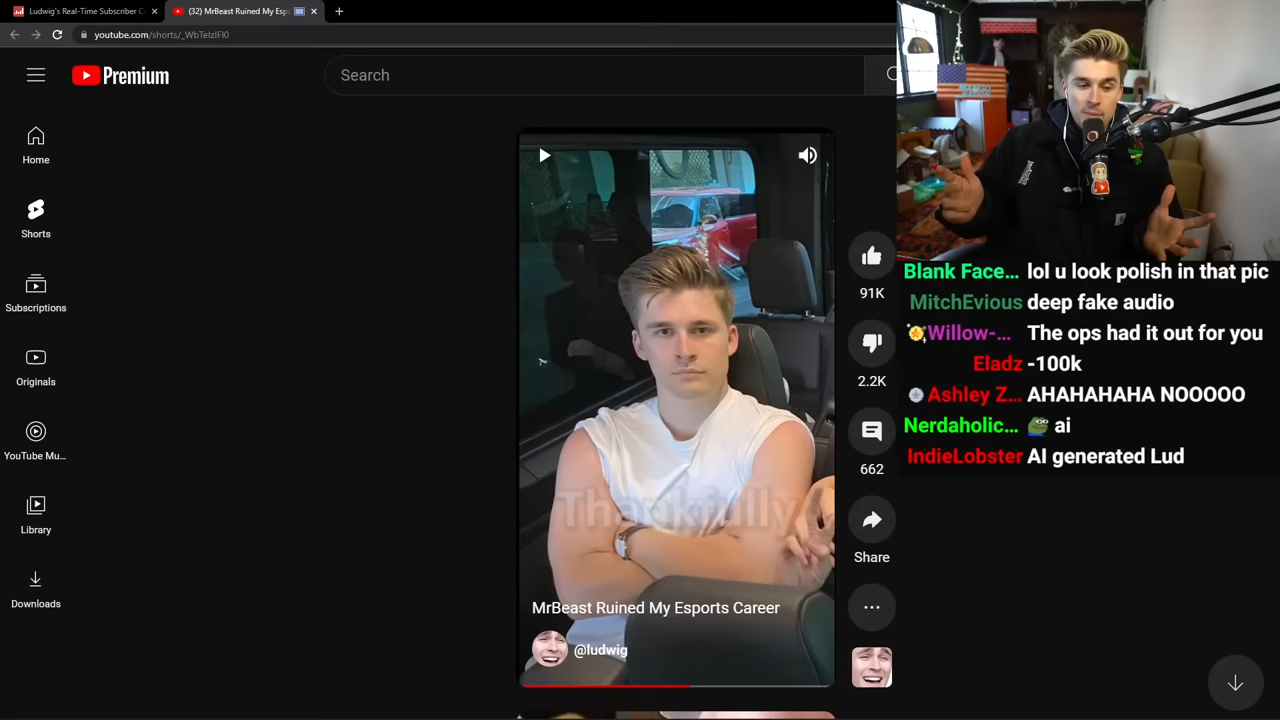 Ludwig's Real-Time Subscriber C
(32) MrBeast Ruined My Esp
youtube.com/shorts/_WbTelzIFI0
Premium
Search
Home
Shorts
Subscriptions
Originals
YouTube Mu...
Library
Downloads
91K
2.2K
662
Share
Thankfully
MrBeast Ruined My Esports Career
@ludwig
Blank Face... lol u look polish in that pic
MitchEvious deep fake audio
Willow-... The ops had it out for you
Eladz -100k
Ashley Z... AHAHAHAHA NOOOOO
Nerdaholic... ai
IndieLobster AI generated Lud